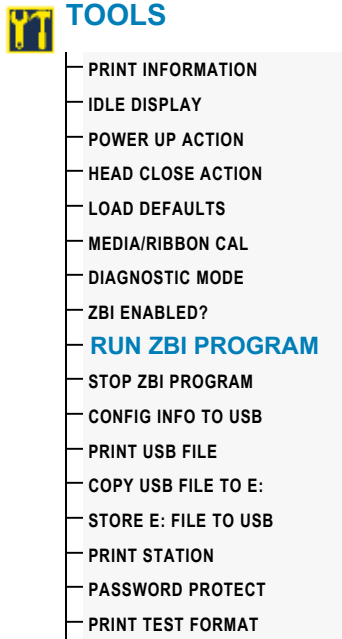 TOOLS
PRINT INFORMATION
IDLE DISPLAY
POWER UP ACTION
HEAD CLOSE ACTION
LOAD DEFAULTS
MEDIA/RIBBON CAL
DIAGNOSTIC MODE
ZBI ENABLED?
RUN ZBI PROGRAM
STOP ZBI PROGRAM
CONFIG INFO TO USB
PRINT USB FILE
COPY USB FILE TO E:
STORE E: FILE TO USB
PRINT STATION
PASSWORD PROTECT
PRINT TEST FORMAT